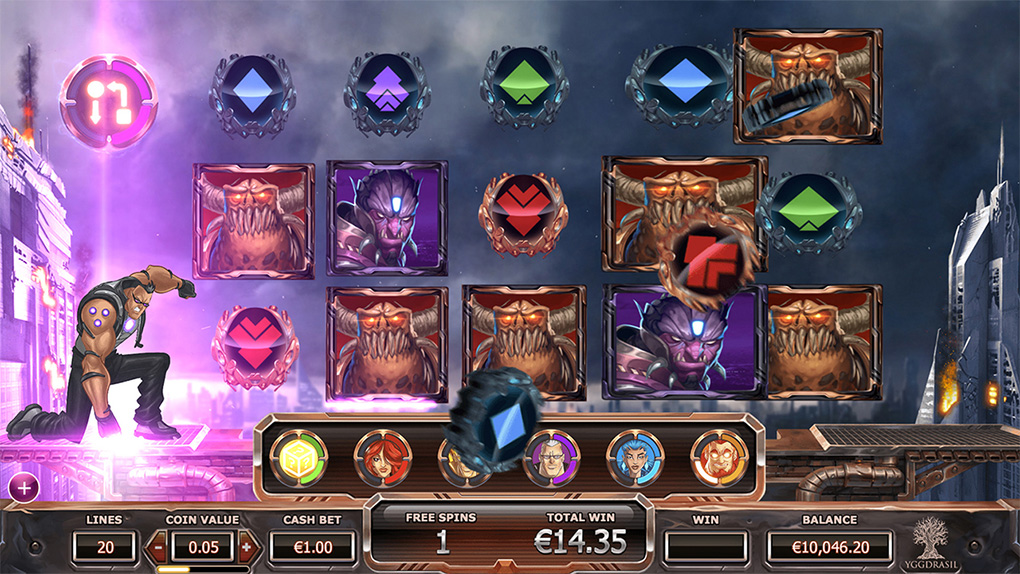 LINES
COIN VALUE
CASH BET
FREE SPINS
TOTAL WIN
WIN
BALANCE
20
- 0.05 +
€1.00
1
€14.35
€10,046.20
YGGDRASIL